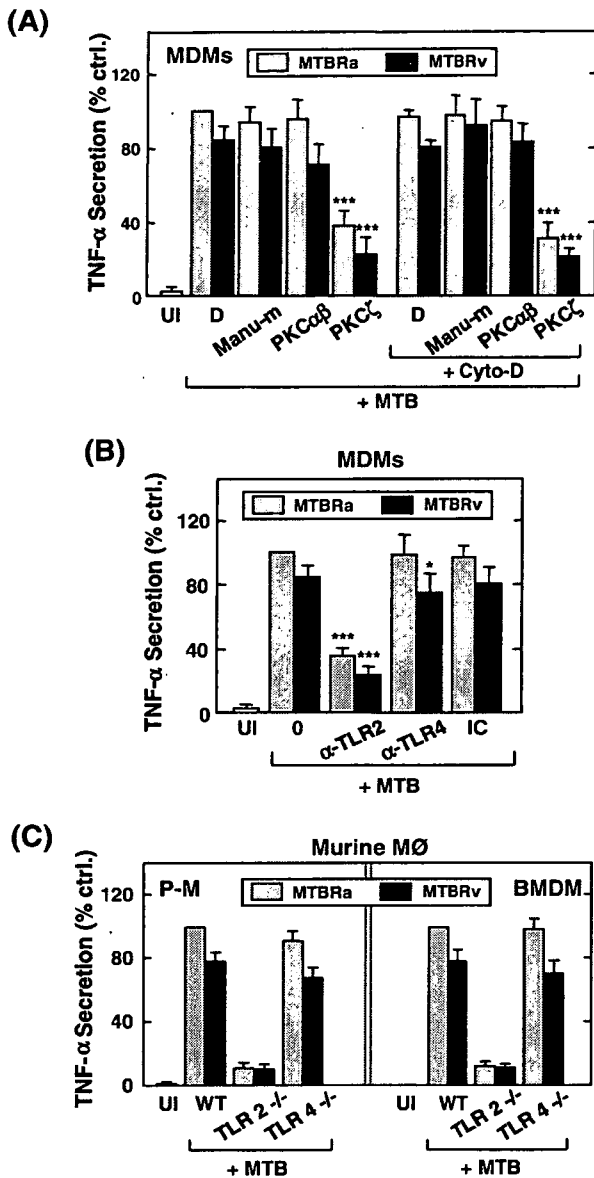 (A)
MDMs
MTBRa
MTBRv
TNF-α Secretion (% ctrl.)
120
80
40
0
*** *** *** ***
UI D Manu-m PKCαβ PKCζ D Manu-m PKCαβ PKCζ
+ Cyto-D
+ MTB
(B)
MDMs
MTBRa MTBRv
TNF-α Secretion (% ctrl.)
120
80
40
0
*** *** *
UI 0 α-TLR2 α-TLR4 IC
+ MTB
(C)
Murine MØ
P-M MTBRa MTBRv BMDM
TNF-α Secretion (% ctrl.)
120
80
40
0
UI WT TLR 2 -/- TLR 4 -/- UI WT TLR 2 -/- TLR 4 -/-
+ MTB + MTB